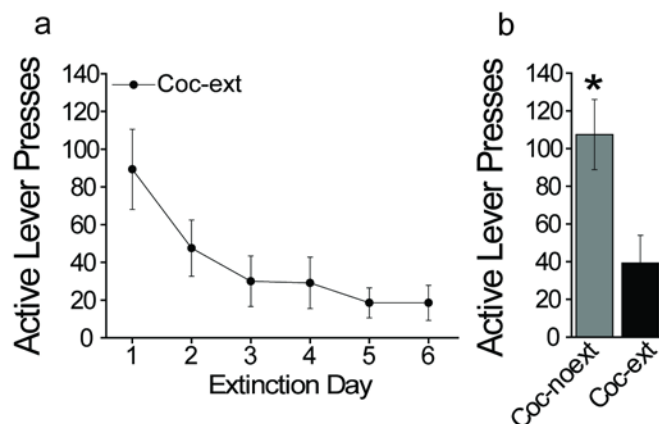 a
Active Lever Presses
140
120
100
80
60
40
20
0
Coc-ext
1 2 3 4 5 6
Extinction Day
b
Active Lever Presses
140
120
100
80
60
40
20
0
*
Coc-noext
Coc-ext